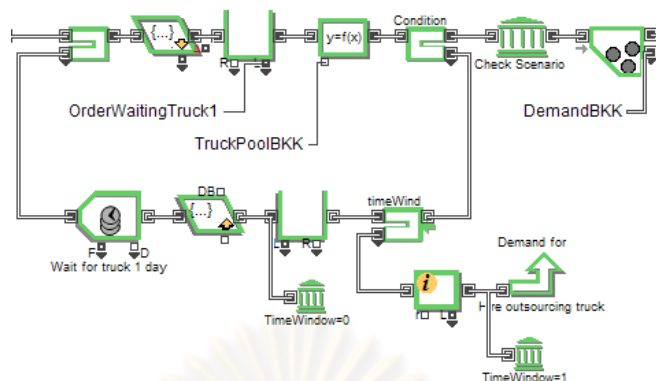 Condition
{...}
y=f(x)
R
L
Check Scenario
OrderWaitingTruck1
DemandBKK
TruckPoolBKK
DB
timeWind
{...}
F
D
L
R
Wait for truck 1 day
Demand for
i
r
L
Hire outsourcing truck
TimeWindow=0
TimeWindow=1